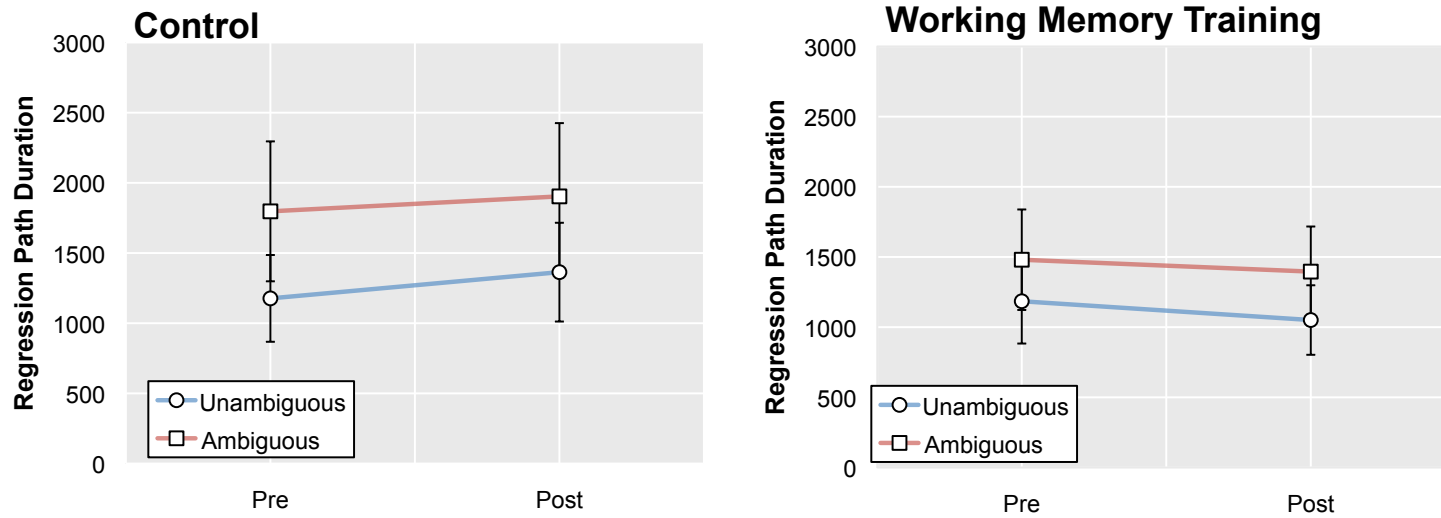 Control
Regression Path Duration
3000
2500
2000
1500
1000
500
0
Unambiguous
Ambiguous
Pre Post
Working Memory Training
Regression Path Duration
3000
2500
2000
1500
1000
500
0
Unambiguous
Ambiguous
Pre Post